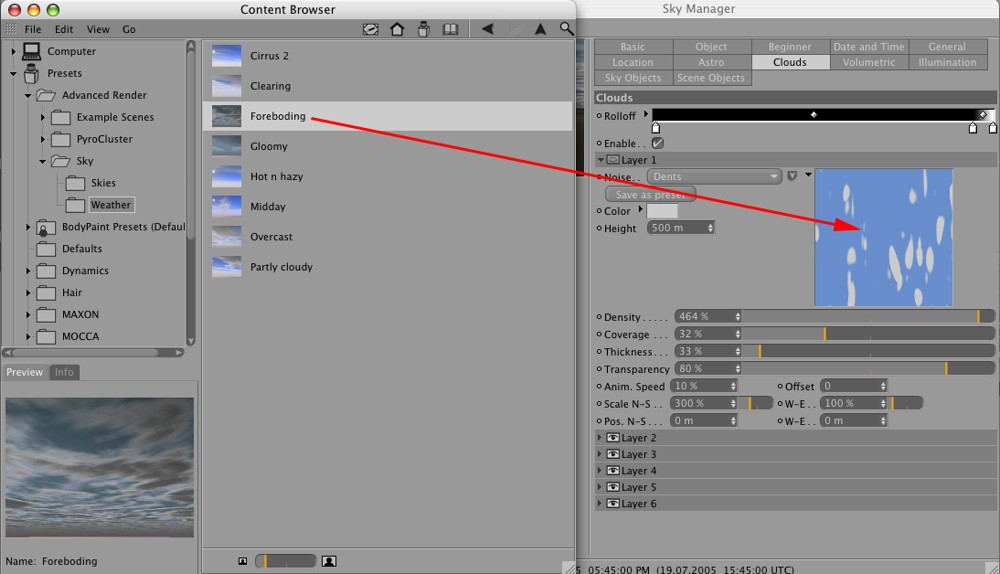 Content Browser
File Edit View Go
Computer
Presets
Advanced Render
Example Scenes
PyroCluster
Sky
Skies
Weather
BodyPaint Presets (Defaul
Defaults
Dynamics
Hair
MAXON
MOCCA
Preview Info
Name: Foreboding
Cirrus 2
Clearing
Foreboding
Gloomy
Hot n hazy
Midday
Overcast
Partly cloudy
Sky Manager
Basic Object Beginner Date and Time General
Location Astro Clouds Volumetric Illumination
Sky Objects Scene Objects
Clouds
Rolloff
Enable. .
Layer 1
Noise. . Dents
Save as preset
Color
Height 500 m
Density . . . . . 464 %
Coverage . . . 32 %
Thickness. . . 33 %
Transparency 80 %
Anim. Speed 10 % Offset 0
Scale N-S . . 300 % W-E . . 100 %
Pos. N-S . . 0 m W-E . . 0 m
Layer 2
Layer 3
Layer 4
Layer 5
Layer 6
5 05:45:00 PM (19.07.2005 15:45:00 UTC)